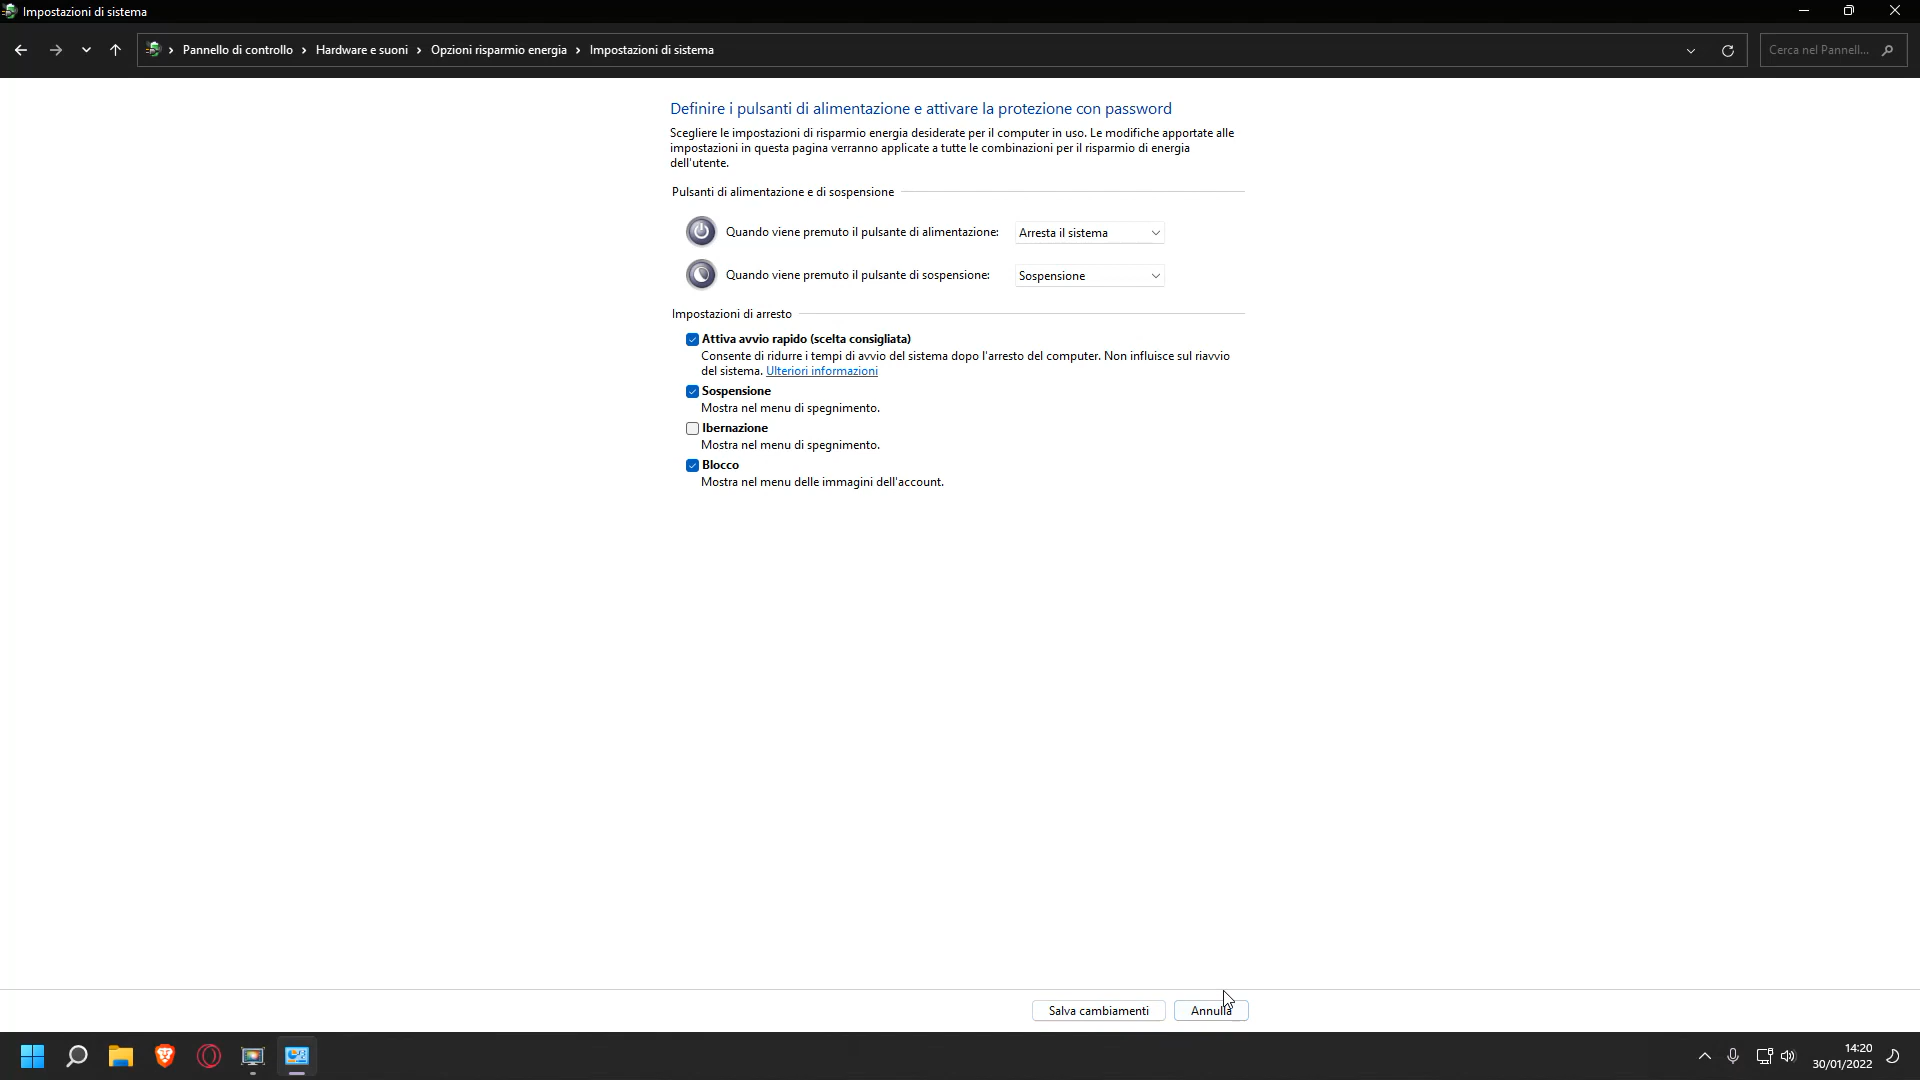 Impostazioni di sistema
Pannello di controllo › Hardware e suoni › Opzioni risparmio energia › Impostazioni di sistema
Cerca nel Pannell...
Definire i pulsanti di alimentazione e attivare la protezione con password
Scegliere le impostazioni di risparmio energia desiderate per il computer in uso. Le modifiche apportate alle
impostazioni in questa pagina verranno applicate a tutte le combinazioni per il risparmio di energia
dell'utente.
Pulsanti di alimentazione e di sospensione
Quando viene premuto il pulsante di alimentazione: Arresta il sistema
Quando viene premuto il pulsante di sospensione: Sospensione
Impostazioni di arresto
Attiva avvio rapido (scelta consigliata)
Consente di ridurre i tempi di avvio del sistema dopo l'arresto del computer. Non influisce sul riavvio
del sistema. Ulteriori informazioni
Sospensione
Mostra nel menu di spegnimento.
Ibernazione
Mostra nel menu di spegnimento.
Blocco
Mostra nel menu delle immagini dell'account.
Salva cambiamenti Annulla
14:20
30/01/2022